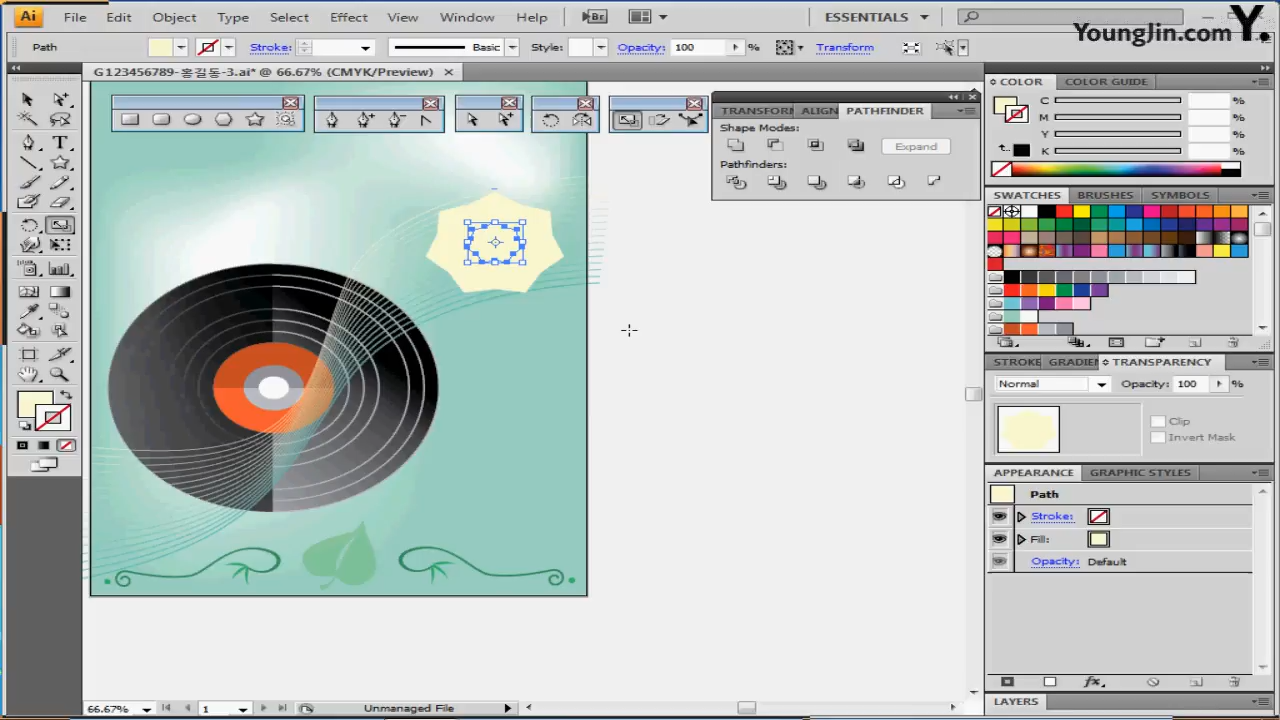 Ai File Edit Object Type Select Effect View Window Help Br ESSENTIALS
YoungJin.com Y.
Path Stroke: Basic Style: Opacity: 100 % Transform
G123456789-홍길동-3.ai* @ 66.67% (CMYK/Preview)
COLOR COLOR GUIDE
C %
M %
Y %
K %
TRANSFORM ALIGN PATHFINDER
Shape Modes:
Expand
Pathfinders:
SWATCHES BRUSHES SYMBOLS
STROKE GRADIEN TRANSPARENCY
Normal Opacity: 100 %
Clip
Invert Mask
APPEARANCE GRAPHIC STYLES
Path
Stroke:
Fill:
Opacity: Default
LAYERS
66.67% 1 Unmanaged File